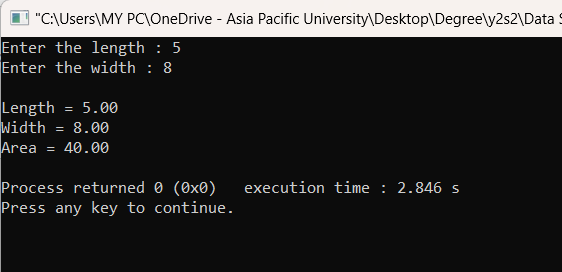 "C:\Users\MY PC\OneDrive - Asia Pacific University\Desktop\Degree\y2s2\Data
Enter the length : 5
Enter the width : 8
Length = 5.00
Width = 8.00
Area = 40.00
Process returned 0 (0x0)   execution time : 2.846 s
Press any key to continue.